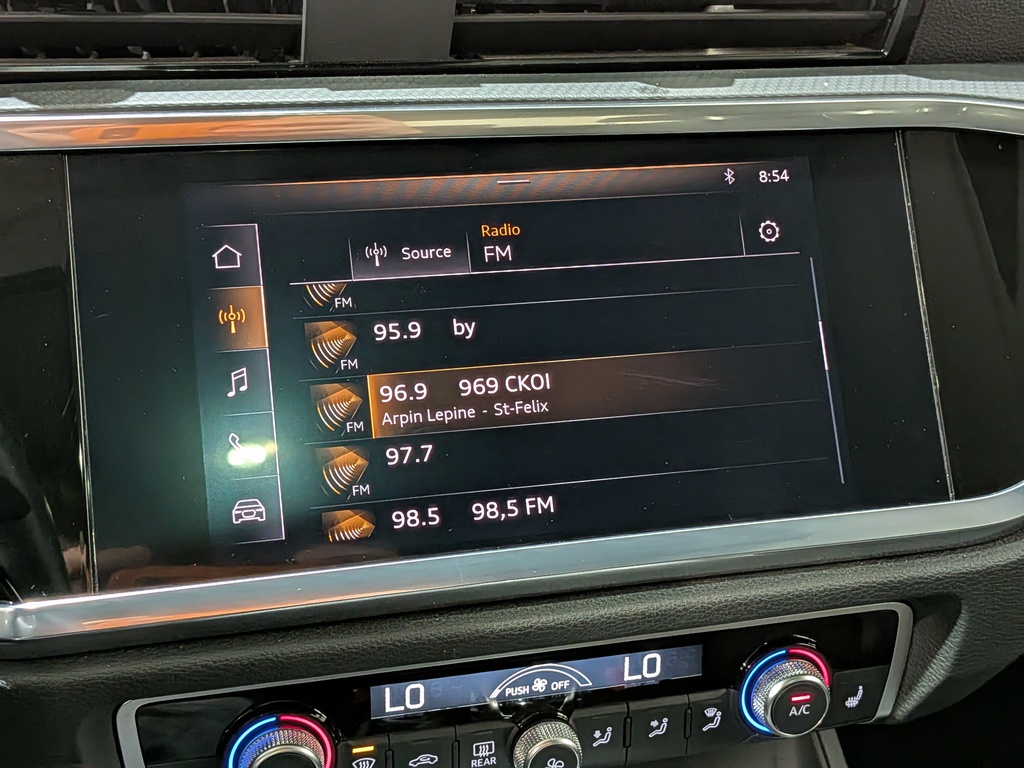 8:54
Source
Radio
FM
FM
95.9 by
FM
96.9 969 CKOI
Arpin Lepine - St-Felix
FM
97.7
FM
98.5 98,5 FM
LO
PUSH OFF
LO
A/C
REAR